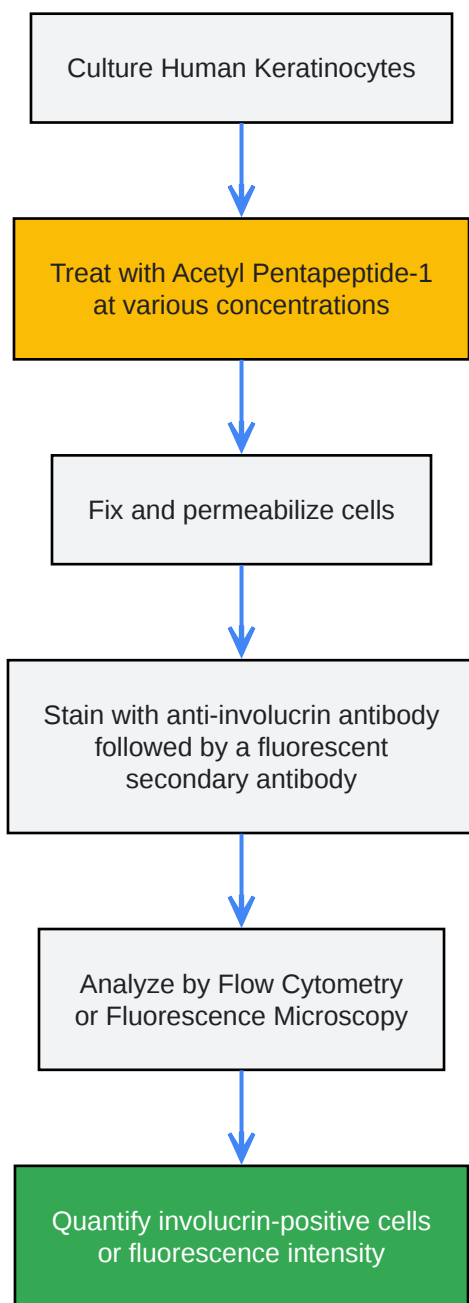 Culture Human Keratinocytes
Treat with Acetyl Pentapeptide-1
at various concentrations
Fix and permeabilize cells
Stain with anti-involucrin antibody
followed by a fluorescent
secondary antibody
Analyze by Flow Cytometry
or Fluorescence Microscopy
Quantify involucrin-positive cells
or fluorescence intensity